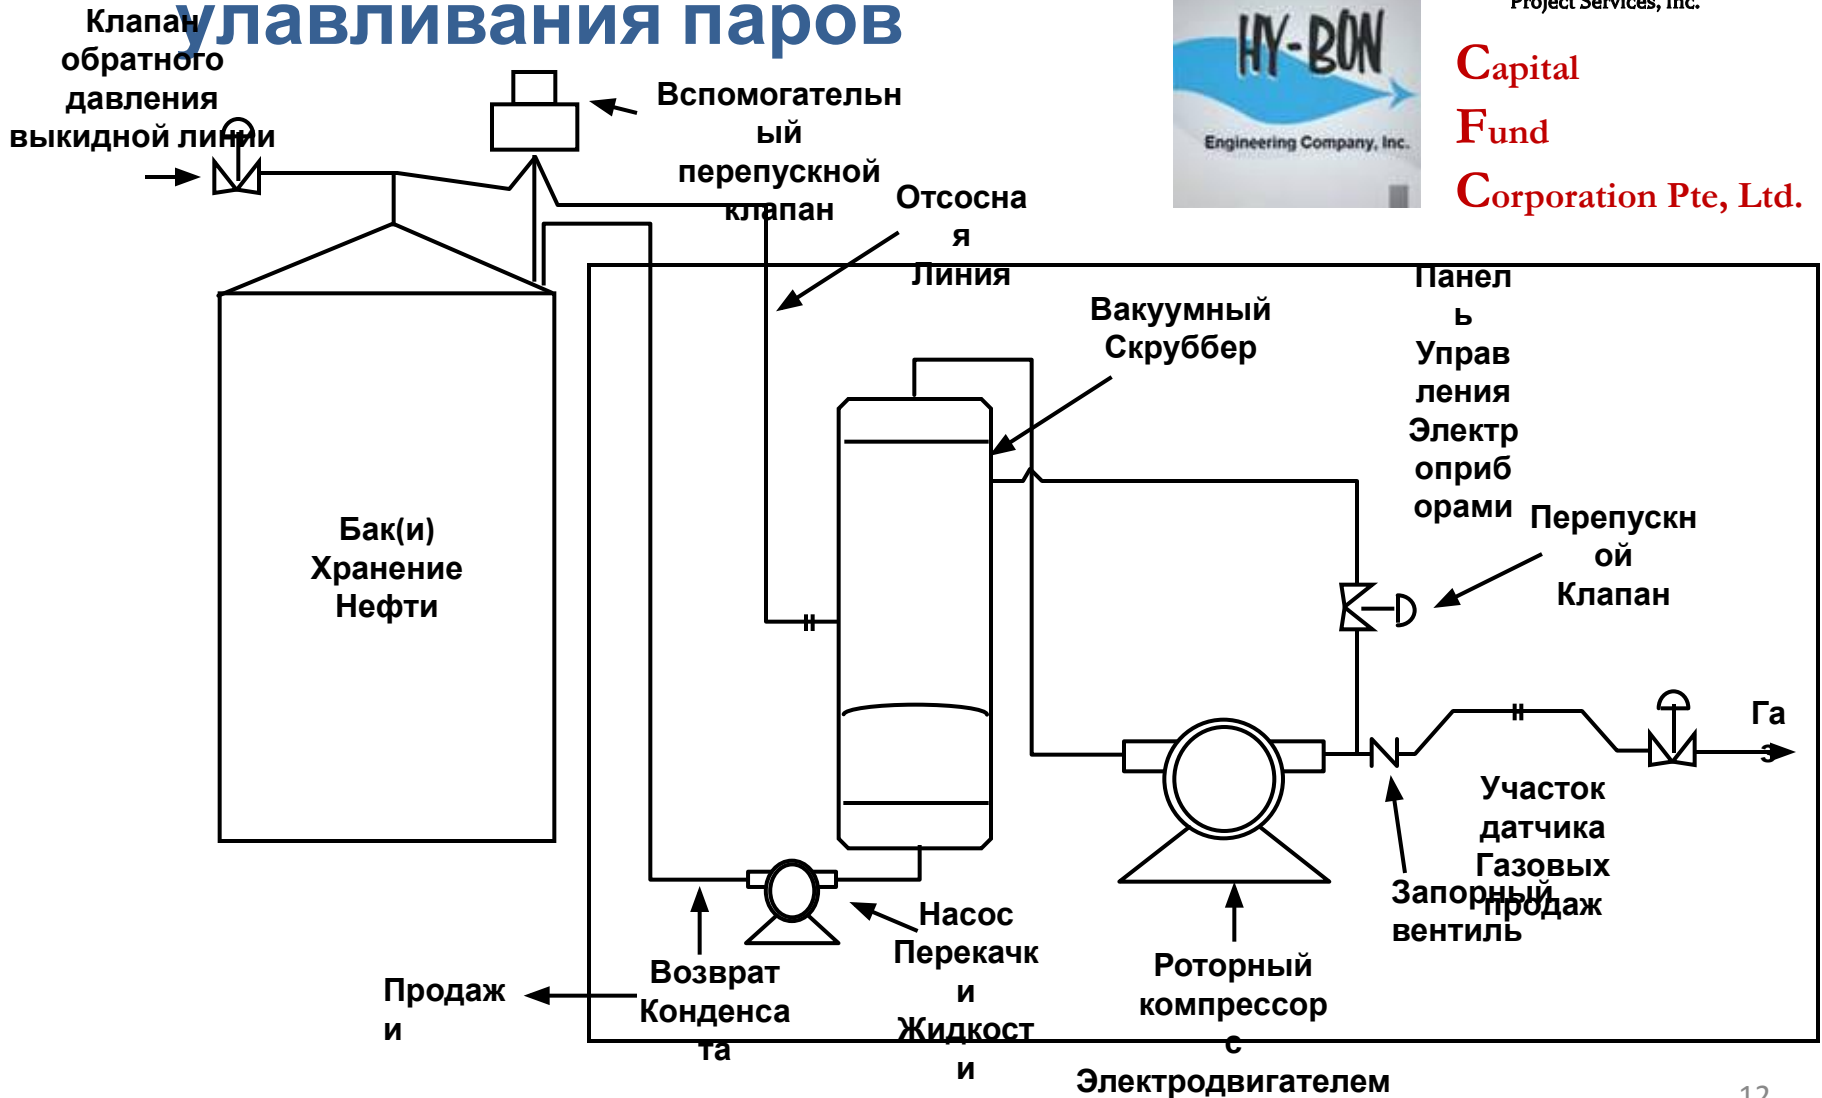 улавливания паров
Клапан
обратного
давления
выкидной линии
Вспомогательн
ый
перепускной
клапан
Отсосна
я
Линия
HY-BON
Engineering Company, Inc.
Project Services, Inc.
Capital
Fund
Corporation Pte, Ltd.
Вакуумный
Скруббер
Панел
ь
Управ
ления
Электр
оприб
орами
Перепускн
ой
Клапан
Бак(и)
Хранение
Нефти
Га
з
Участок
датчика
Газовых
продаж
Запорный
вентиль
Насос
Перекачк
и
Жидкост
и
Роторный
компрессор
с
Электродвигателем
Возврат
Конденса
та
Продаж
и
12